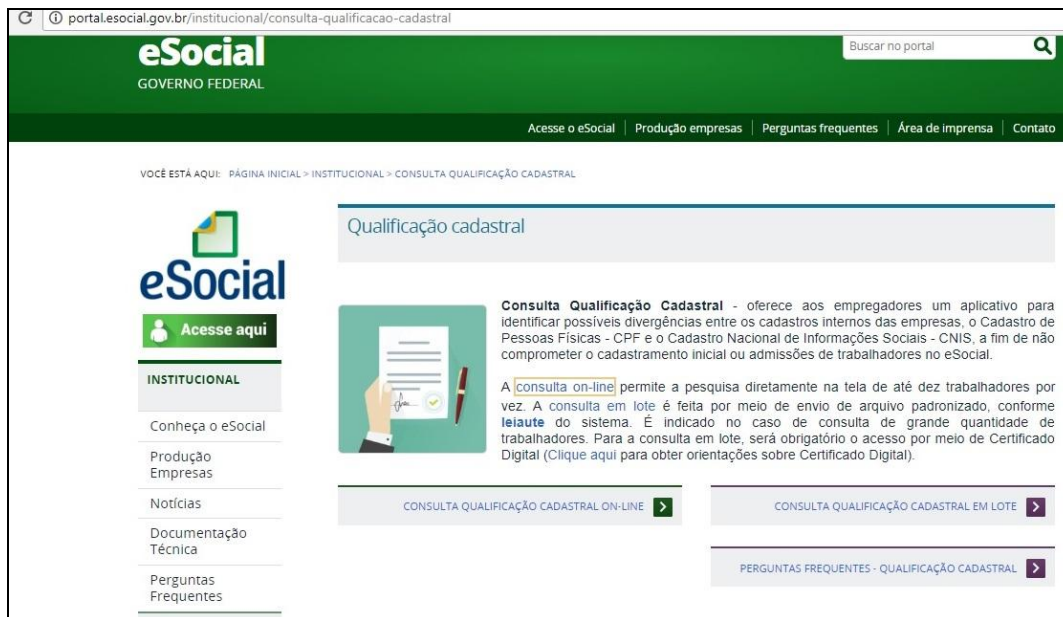 portal.esocial.gov.br/institucional/consulta-qualificacao-cadastral
eSocial
GOVERNO FEDERAL
Buscar no portal
Acesse o eSocial | Produção empresas | Perguntas frequentes | Área de imprensa | Contato
VOCÊ ESTÁ AQUI: PÁGINA INICIAL > INSTITUCIONAL > CONSULTA QUALIFICAÇÃO CADASTRAL
eSocial
Acesse aqui
INSTITUCIONAL
Conheça o eSocial
Produção
Empresas
Notícias
Documentação
Técnica
Perguntas
Frequentes
Qualificação cadastral
Consulta Qualificação Cadastral - oferece aos empregadores um aplicativo para
identificar possíveis divergências entre os cadastros internos das empresas, o Cadastro de
Pessoas Físicas - CPF e o Cadastro Nacional de Informações Sociais - CNIS, a fim de não
comprometer o cadastramento inicial ou admissões de trabalhadores no eSocial.
A consulta on-line permite a pesquisa diretamente na tela de até dez trabalhadores por
vez. A consulta em lote é feita por meio de envio de arquivo padronizado, conforme
leiaute do sistema. É indicado no caso de consulta de grande quantidade de
trabalhadores. Para a consulta em lote, será obrigatório o acesso por meio de Certificado
Digital (Clique aqui para obter orientações sobre Certificado Digital).
CONSULTA QUALIFICAÇÃO CADASTRAL ON-LINE
CONSULTA QUALIFICAÇÃO CADASTRAL EM LOTE
PERGUNTAS FREQUENTES - QUALIFICAÇÃO CADASTRAL